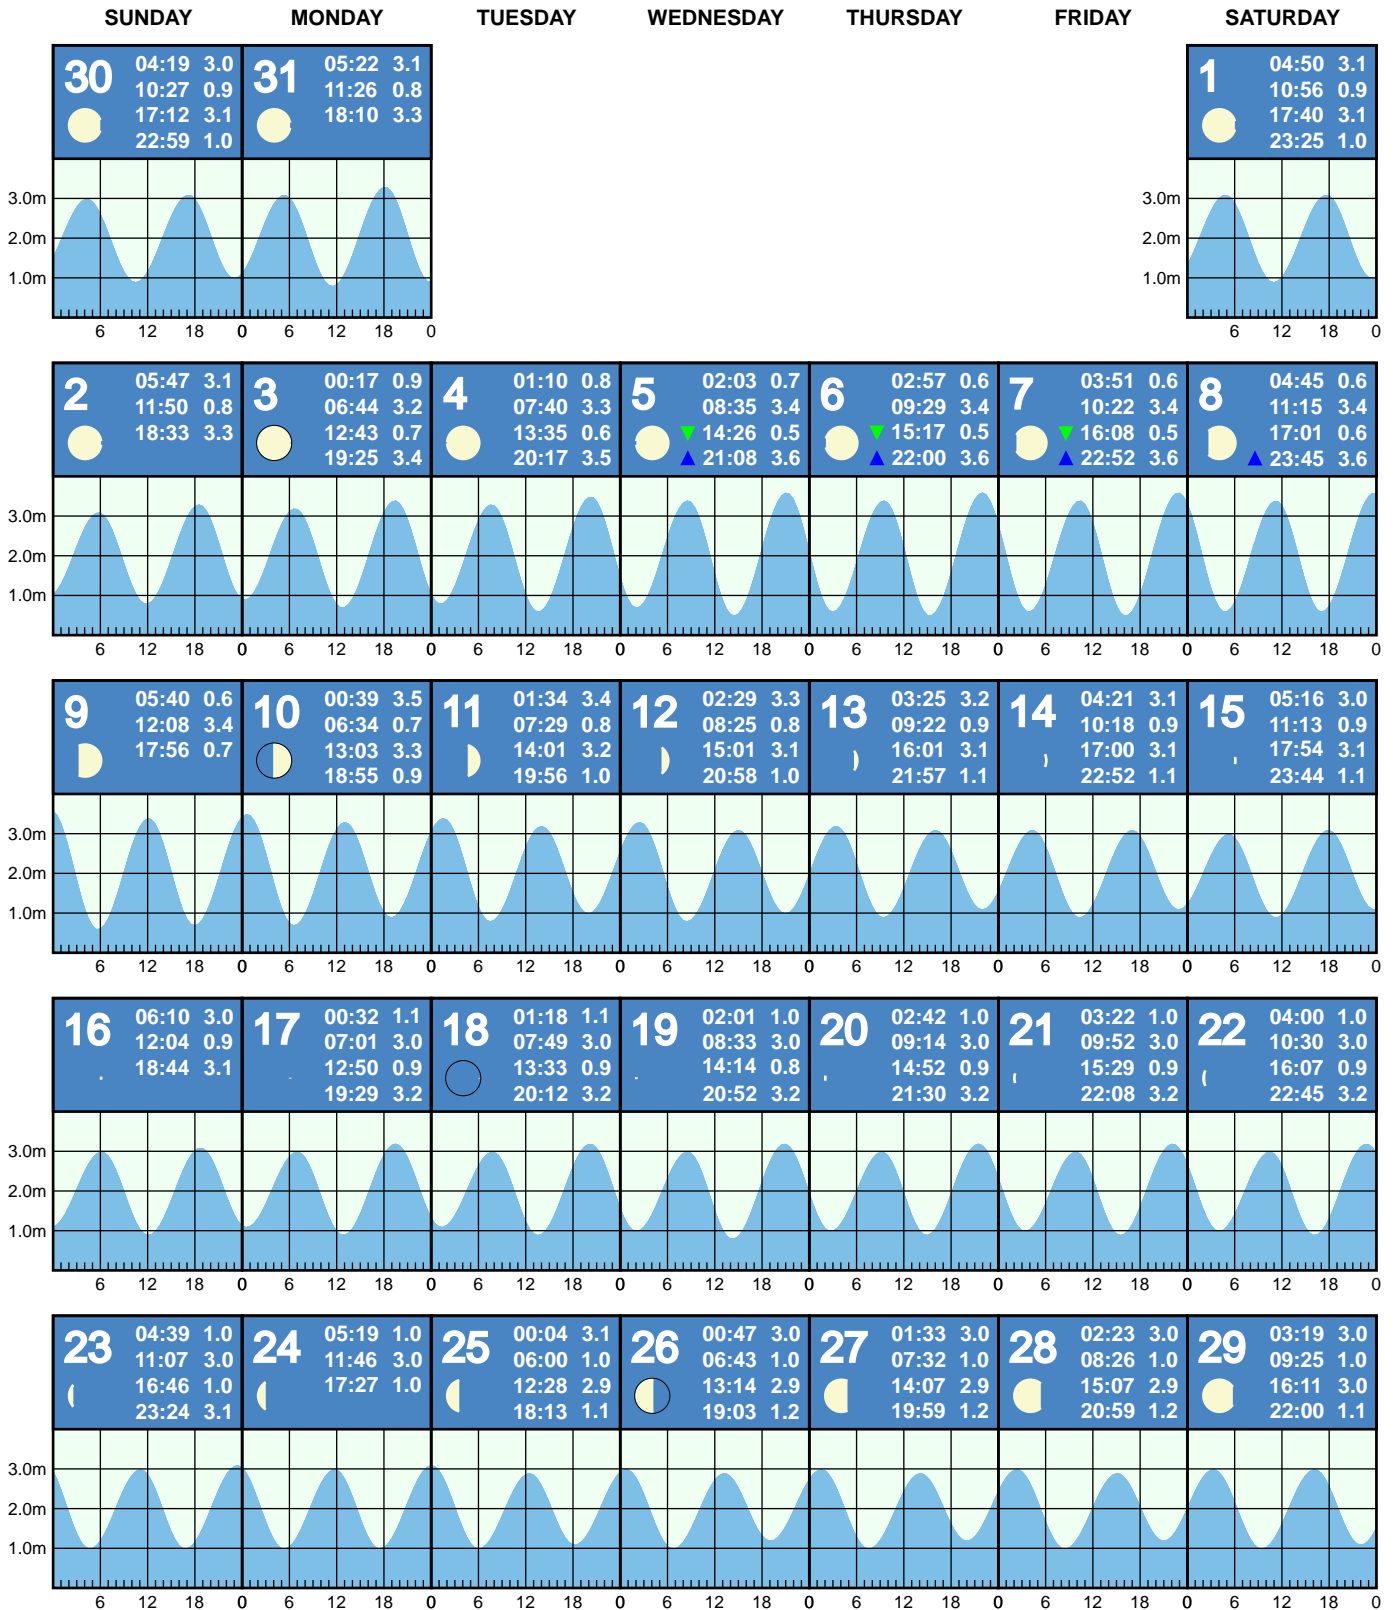 SUNDAY MONDAY TUESDAY WEDNESDAY THURSDAY FRIDAY SATURDAY
30 04:19 3.0
10:27 0.9
17:12 3.1
22:59 1.0
31 05:22 3.1
11:26 0.8
18:10 3.3
1 04:50 3.1
10:56 0.9
17:40 3.1
23:25 1.0
3.0m 3.0m
2.0m 2.0m
1.0m 1.0m
6 12 18 0 6 12 18 0 6 12 18 0
2 05:47 3.1
11:50 0.8
18:33 3.3
3 00:17 0.9
06:44 3.2
12:43 0.7
19:25 3.4
4 01:10 0.8
07:40 3.3
13:35 0.6
20:17 3.5
5 02:03 0.7
08:35 3.4
14:26 0.5
21:08 3.6
6 02:57 0.6
09:29 3.4
15:17 0.5
22:00 3.6
7 03:51 0.6
10:22 3.4
16:08 0.5
22:52 3.6
8 04:45 0.6
11:15 3.4
17:01 0.6
23:45 3.6
3.0m
2.0m
1.0m
6 12 18 0 6 12 18 0 6 12 18 0 6 12 18 0 6 12 18 0 6 12 18 0 6 12 18 0
9 05:40 0.6
12:08 3.4
17:56 0.7
10 00:39 3.5
06:34 0.7
13:03 3.3
18:55 0.9
11 01:34 3.4
07:29 0.8
14:01 3.2
19:56 1.0
12 02:29 3.3
08:25 0.8
15:01 3.1
20:58 1.0
13 03:25 3.2
09:22 0.9
16:01 3.1
21:57 1.1
14 04:21 3.1
10:18 0.9
17:00 3.1
22:52 1.1
15 05:16 3.0
11:13 0.9
17:54 3.1
23:44 1.1
3.0m
2.0m
1.0m
6 12 18 0 6 12 18 0 6 12 18 0 6 12 18 0 6 12 18 0 6 12 18 0 6 12 18 0
16 06:10 3.0
12:04 0.9
18:44 3.1
17 00:32 1.1
07:01 3.0
12:50 0.9
19:29 3.2
18 01:18 1.1
07:49 3.0
13:33 0.9
20:12 3.2
19 02:01 1.0
08:33 3.0
14:14 0.8
20:52 3.2
20 02:42 1.0
09:14 3.0
14:52 0.9
21:30 3.2
21 03:22 1.0
09:52 3.0
15:29 0.9
22:08 3.2
22 04:00 1.0
10:30 3.0
16:07 0.9
22:45 3.2
3.0m
2.0m
1.0m
6 12 18 0 6 12 18 0 6 12 18 0 6 12 18 0 6 12 18 0 6 12 18 0 6 12 18 0
23 04:39 1.0
11:07 3.0
16:46 1.0
23:24 3.1
24 05:19 1.0
11:46 3.0
17:27 1.0
25 00:04 3.1
06:00 1.0
12:28 2.9
18:13 1.1
26 00:47 3.0
06:43 1.0
13:14 2.9
19:03 1.2
27 01:33 3.0
07:32 1.0
14:07 2.9
19:59 1.2
28 02:23 3.0
08:26 1.0
15:07 2.9
20:59 1.2
29 03:19 3.0
09:25 1.0
16:11 3.0
22:00 1.1
3.0m
2.0m
1.0m
6 12 18 0 6 12 18 0 6 12 18 0 6 12 18 0 6 12 18 0 6 12 18 0 6 12 18 0